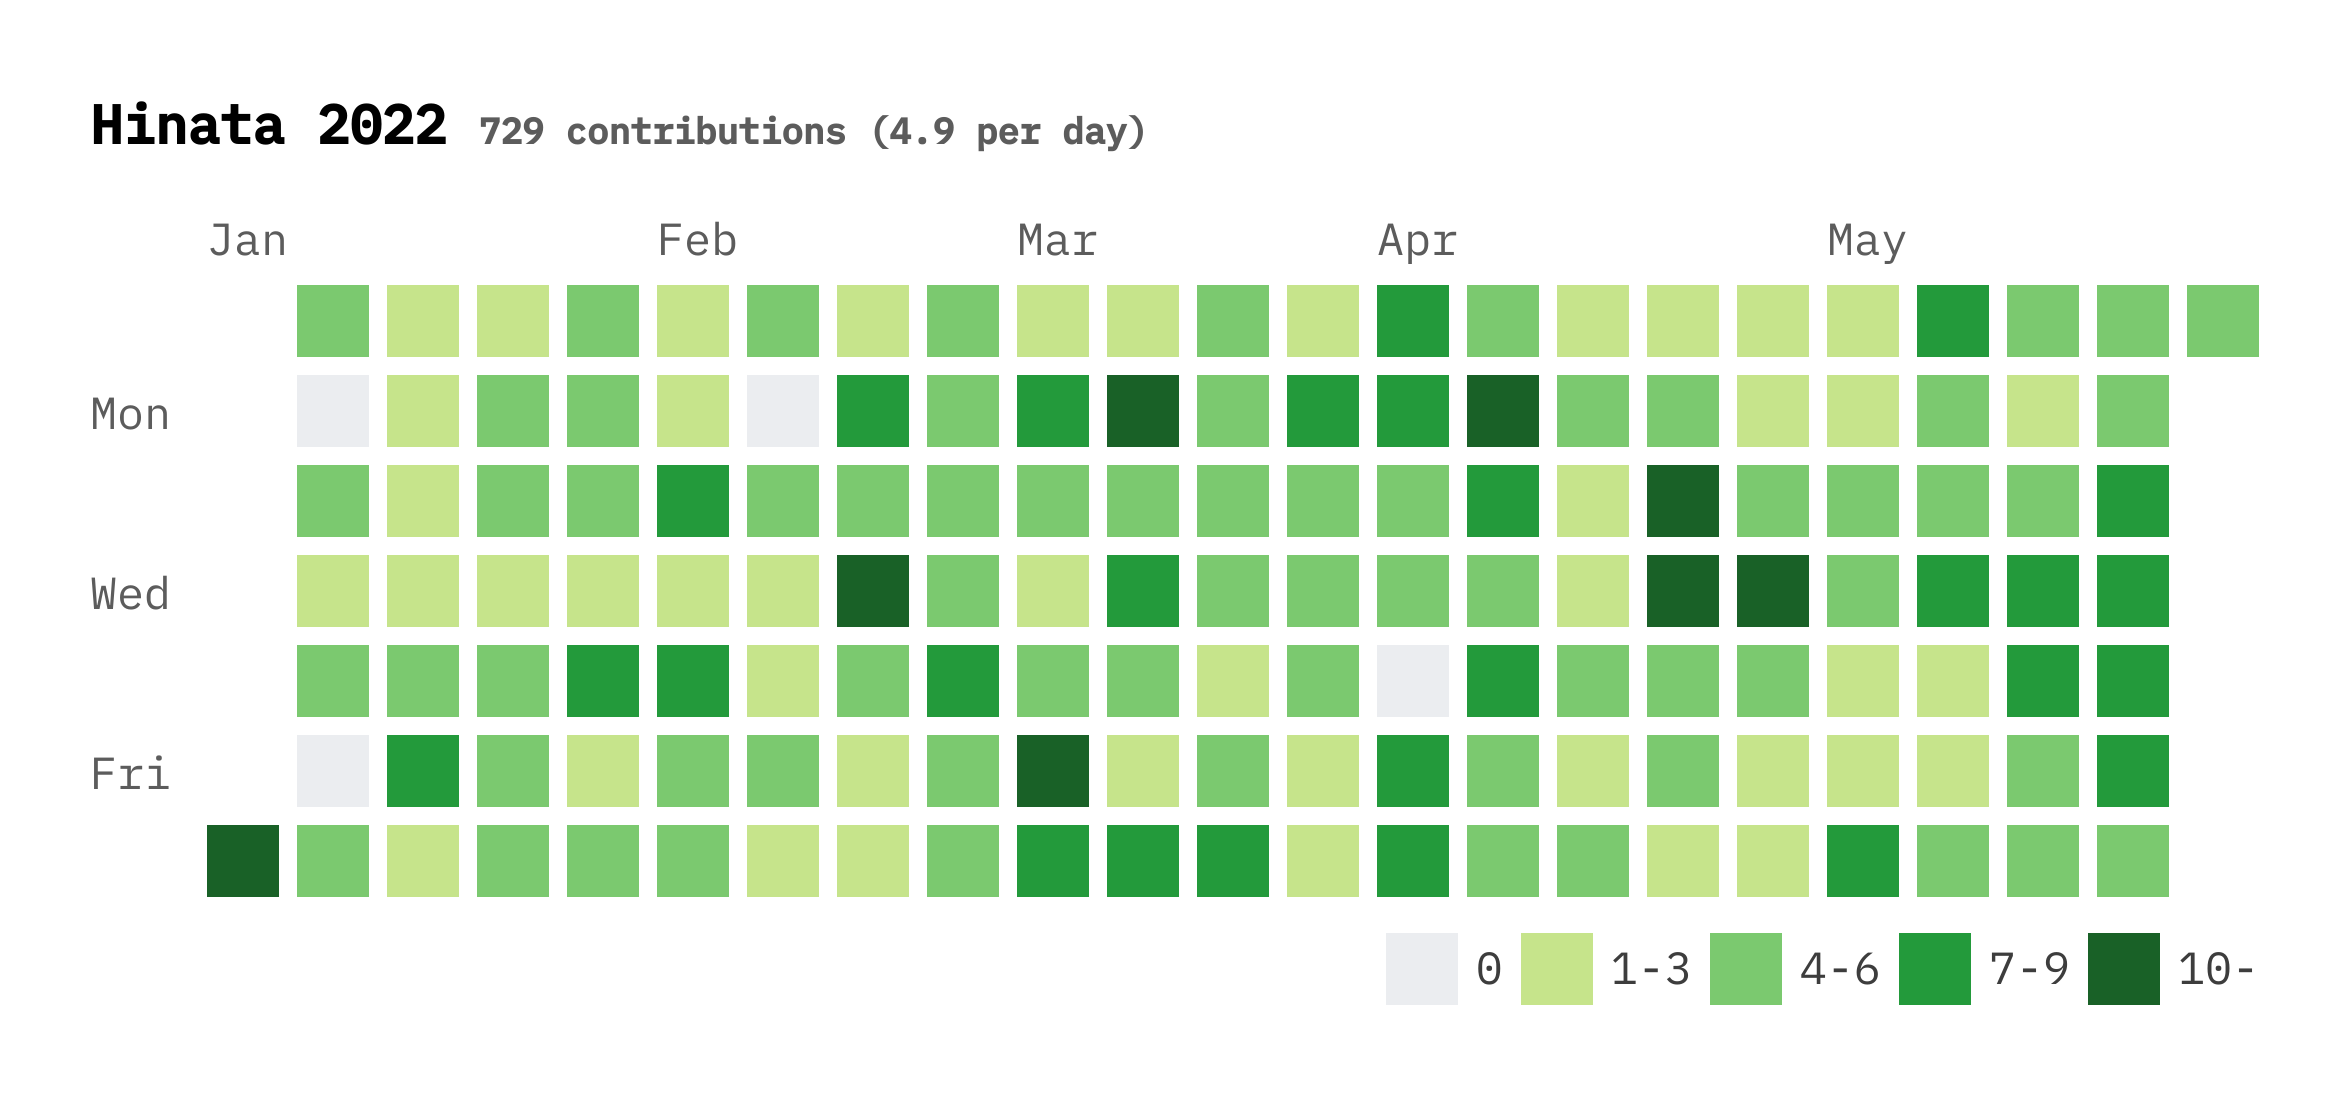 Hinata 2022 729 contributions (4.9 per day)
Jan Feb Mar Apr May
Mon
Wed
Fri
0 1-3 4-6 7-9 10-